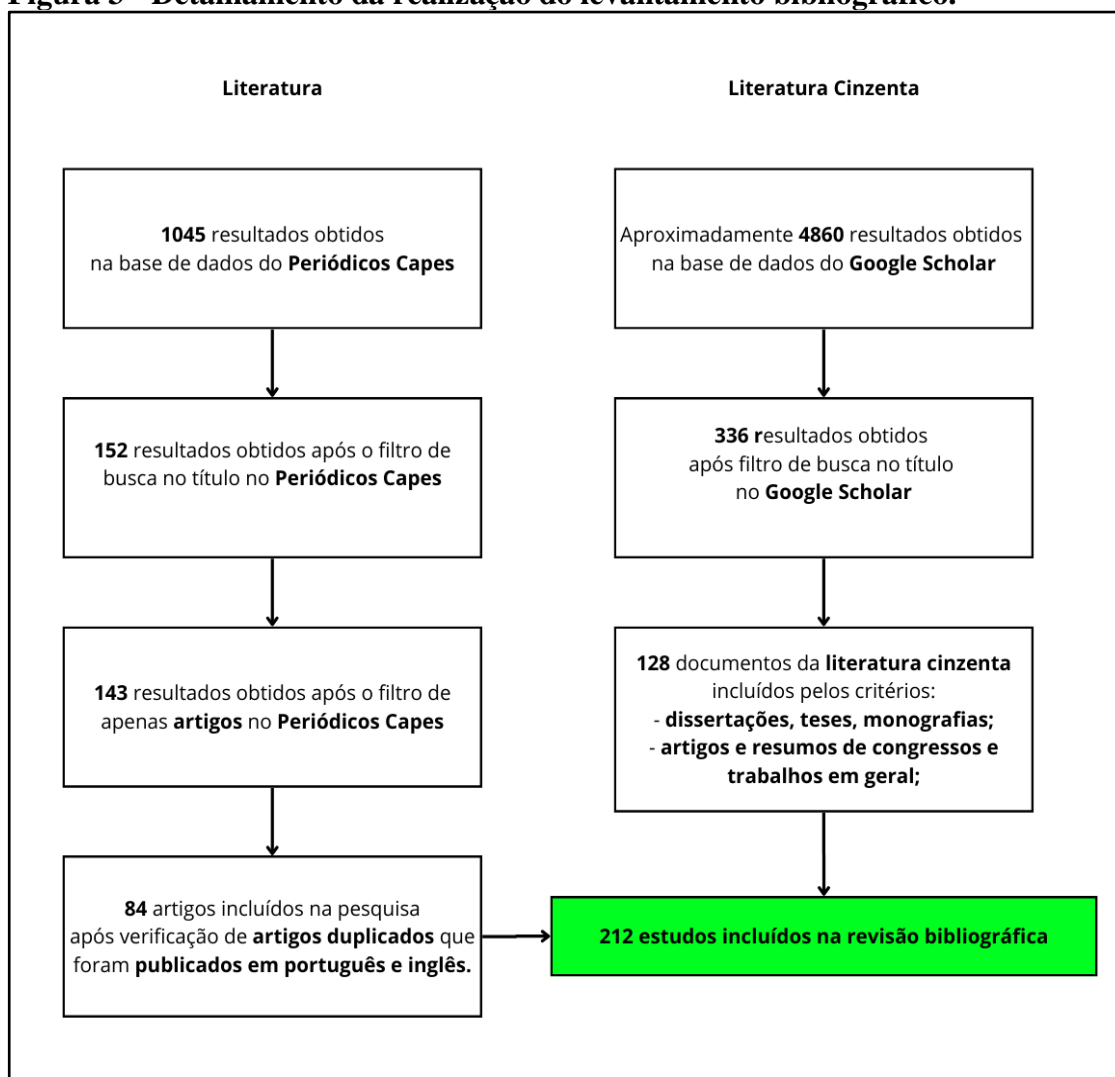 Figura 3 - Detalhamento da realização do levantamento bibliográfico.
Literatura
1045 resultados obtidos
na base de dados do Periódicos Capes
152 resultados obtidos após o filtro de
busca no título no Periódicos Capes
143 resultados obtidos após o filtro de
apenas artigos no Periódicos Capes
84 artigos incluídos na pesquisa
após verificação de artigos duplicados que
foram publicados em português e inglês.
Literatura Cinzenta
Aproximadamente 4860 resultados obtidos
na base de dados do Google Scholar
336 resultados obtidos
após filtro de busca no título
no Google Scholar
128 documentos da literatura cinzenta
incluídos pelos critérios:
- dissertações, teses, monografias;
- artigos e resumos de congressos e
trabalhos em geral;
212 estudos incluídos na revisão bibliográfica